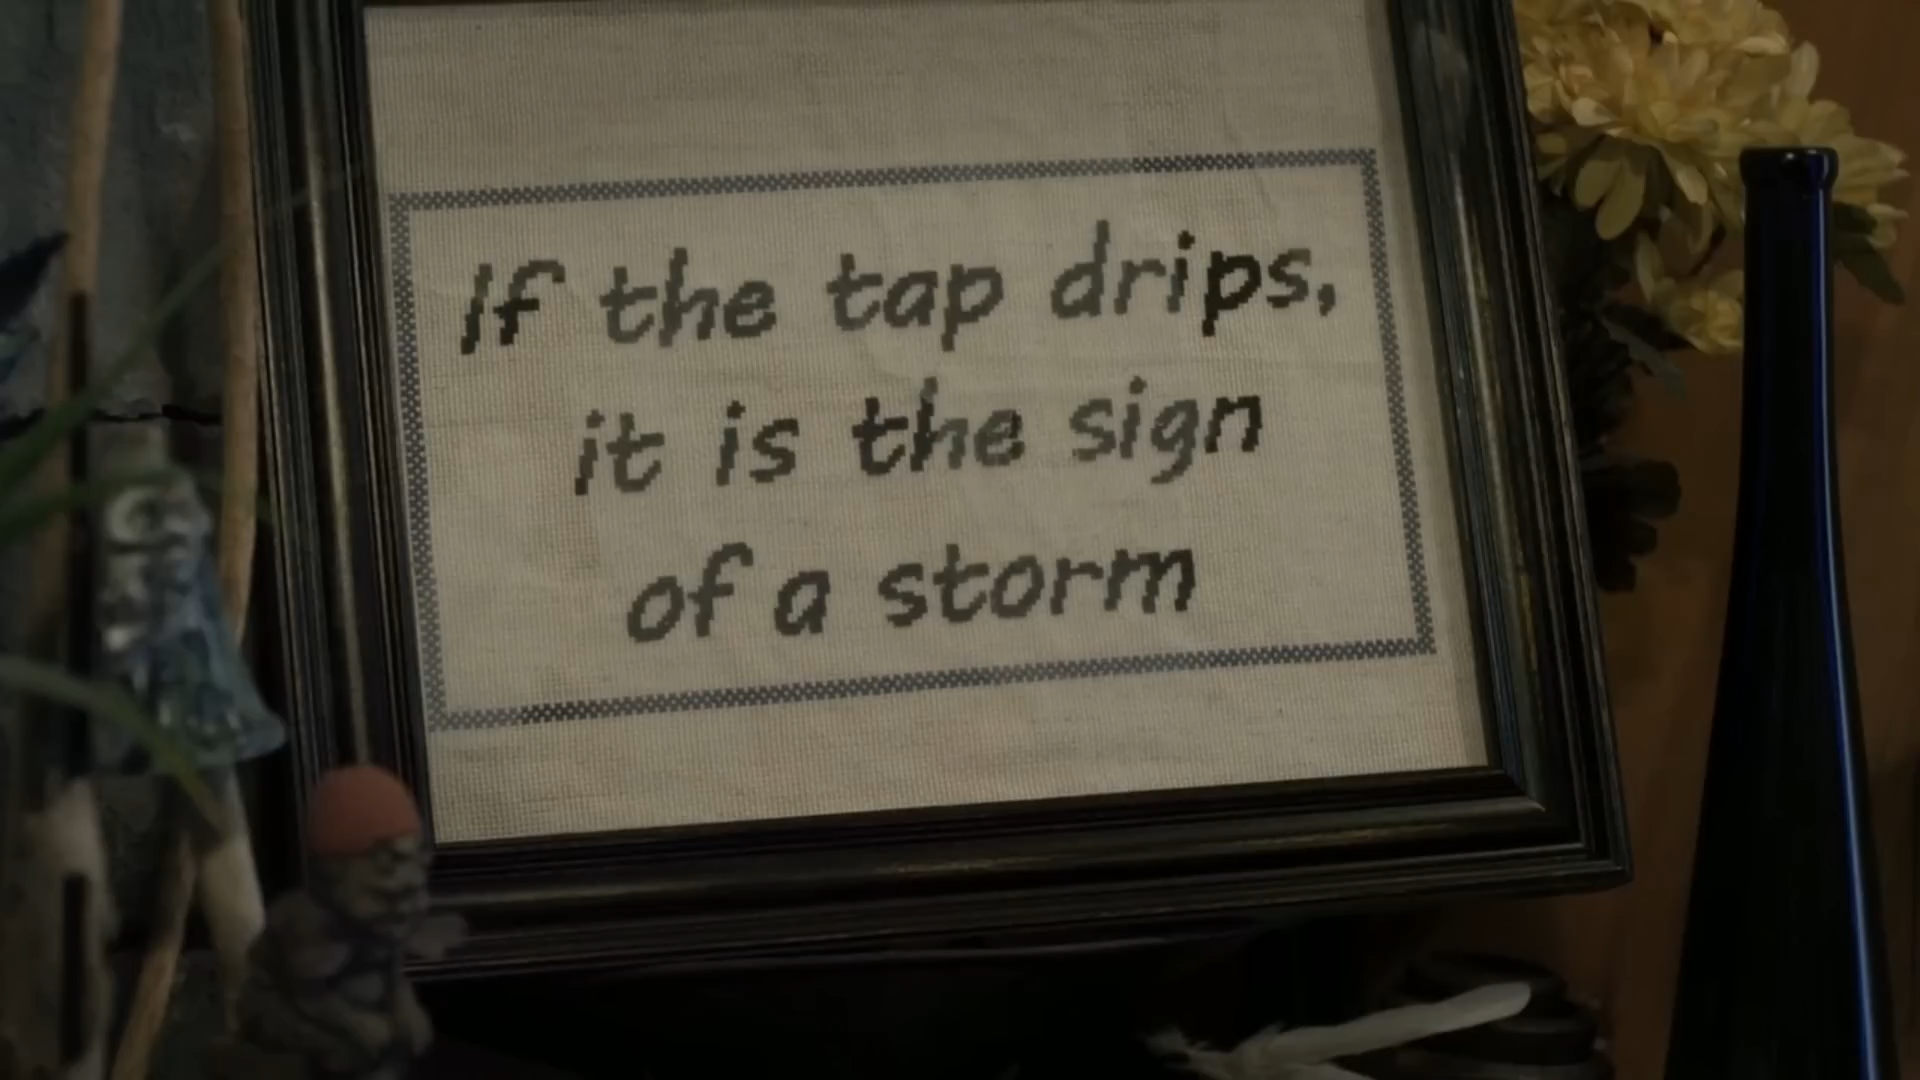 If the tap drips,
it is the sign
of a storm